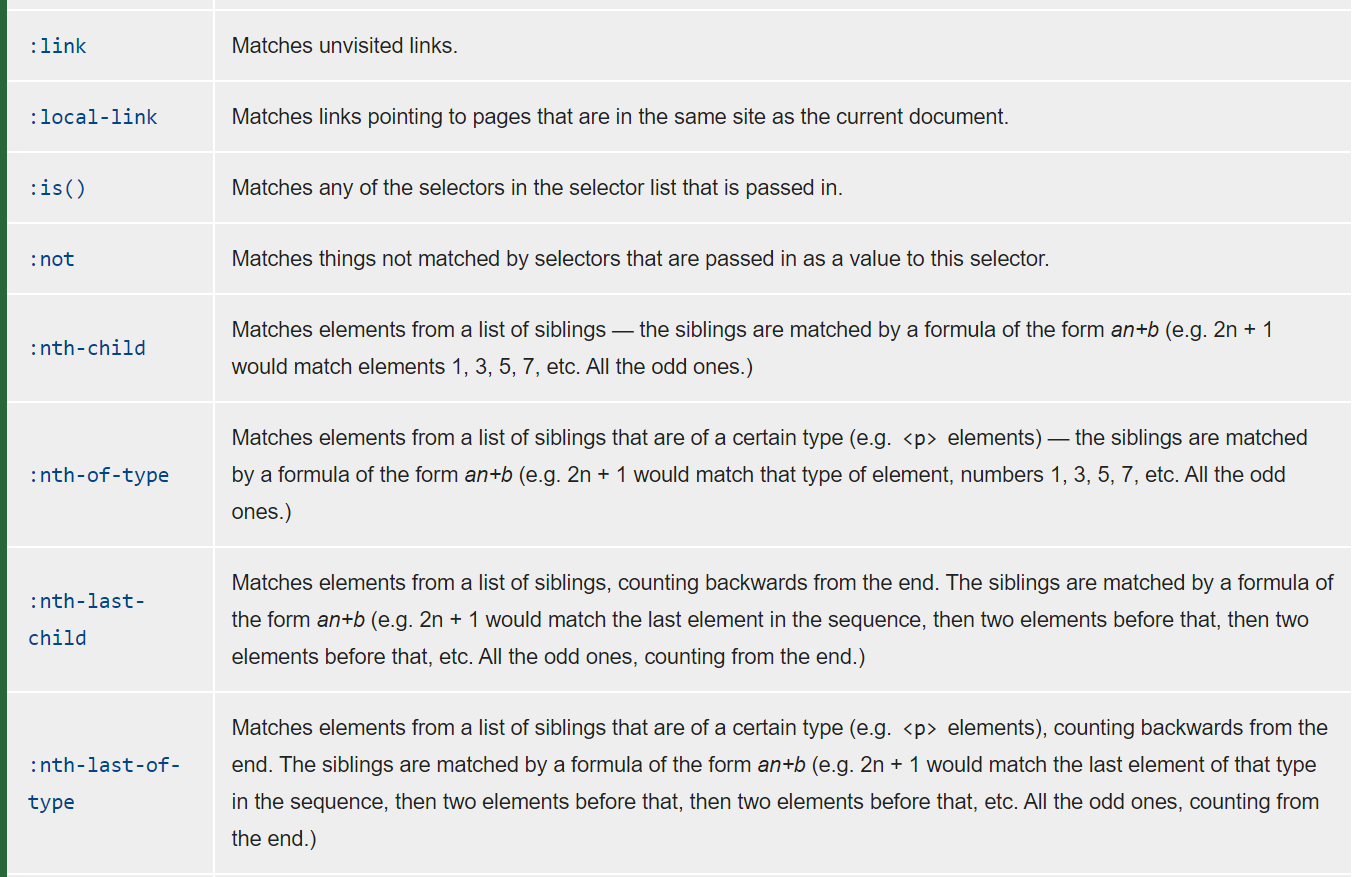 :link
Matches unvisited links.
:local-link
Matches links pointing to pages that are in the same site as the current document.
:is()
Matches any of the selectors in the selector list that is passed in.
:not
Matches things not matched by selectors that are passed in as a value to this selector.
:nth-child
Matches elements from a list of siblings — the siblings are matched by a formula of the form an+b (e.g. 2n + 1
would match elements 1, 3, 5, 7, etc. All the odd ones.)
:nth-of-type
Matches elements from a list of siblings that are of a certain type (e.g. <p> elements) — the siblings are matched
by a formula of the form an+b (e.g. 2n + 1 would match that type of element, numbers 1, 3, 5, 7, etc. All the odd
ones.)
:nth-last-
child
Matches elements from a list of siblings, counting backwards from the end. The siblings are matched by a formula of
the form an+b (e.g. 2n + 1 would match the last element in the sequence, then two elements before that, then two
elements before that, etc. All the odd ones, counting from the end.)
:nth-last-of-
type
Matches elements from a list of siblings that are of a certain type (e.g. <p> elements), counting backwards from the
end. The siblings are matched by a formula of the form an+b (e.g. 2n + 1 would match the last element of that type
in the sequence, then two elements before that, then two elements before that, etc. All the odd ones, counting from
the end.)